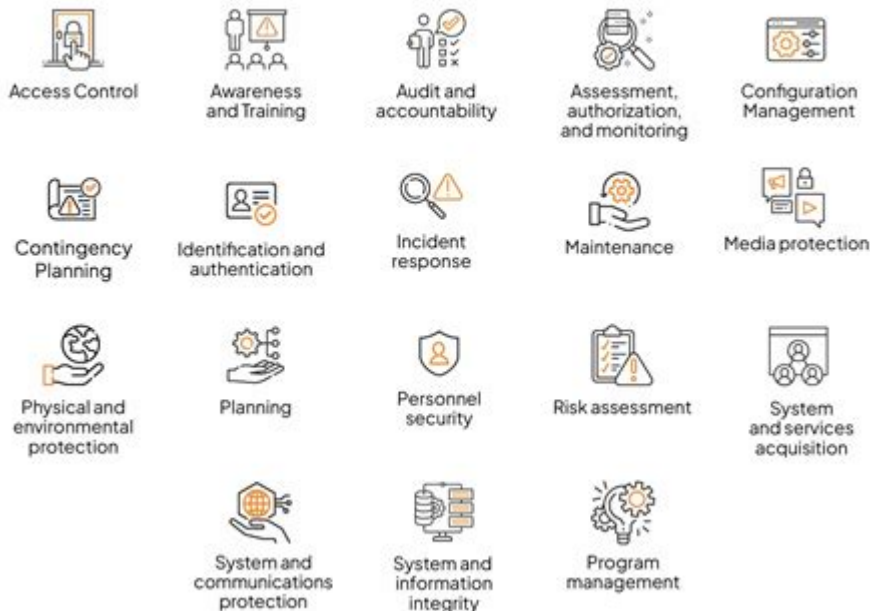 Access Control
Awareness
and Training
Audit and
accountability
Assessment,
authorization,
and monitoring
Configuration
Management
Contingency
Planning
Identification and
authentication
Incident
response
Maintenance
Media protection
Physical and
environmental
protection
Planning
Personnel
security
Risk assessment
System
and services
acquisition
System and
communications
protection
System and
information
integrity
Program
management